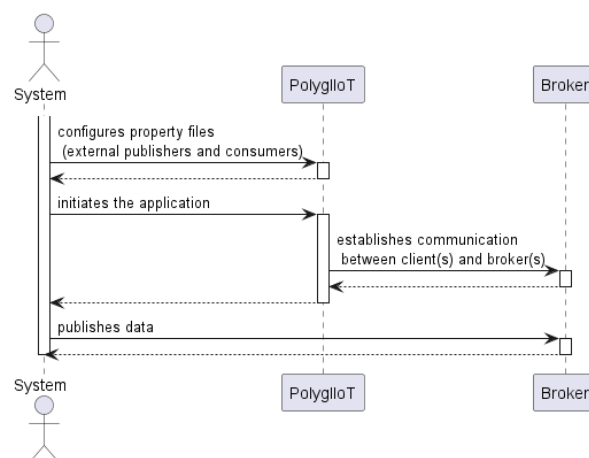 System
PolyglIoT
Broker
configures property files
(external publishers and consumers)
initiates the application
establishes communication
between client(s) and broker(s)
publishes data
System
PolyglIoT
Broker